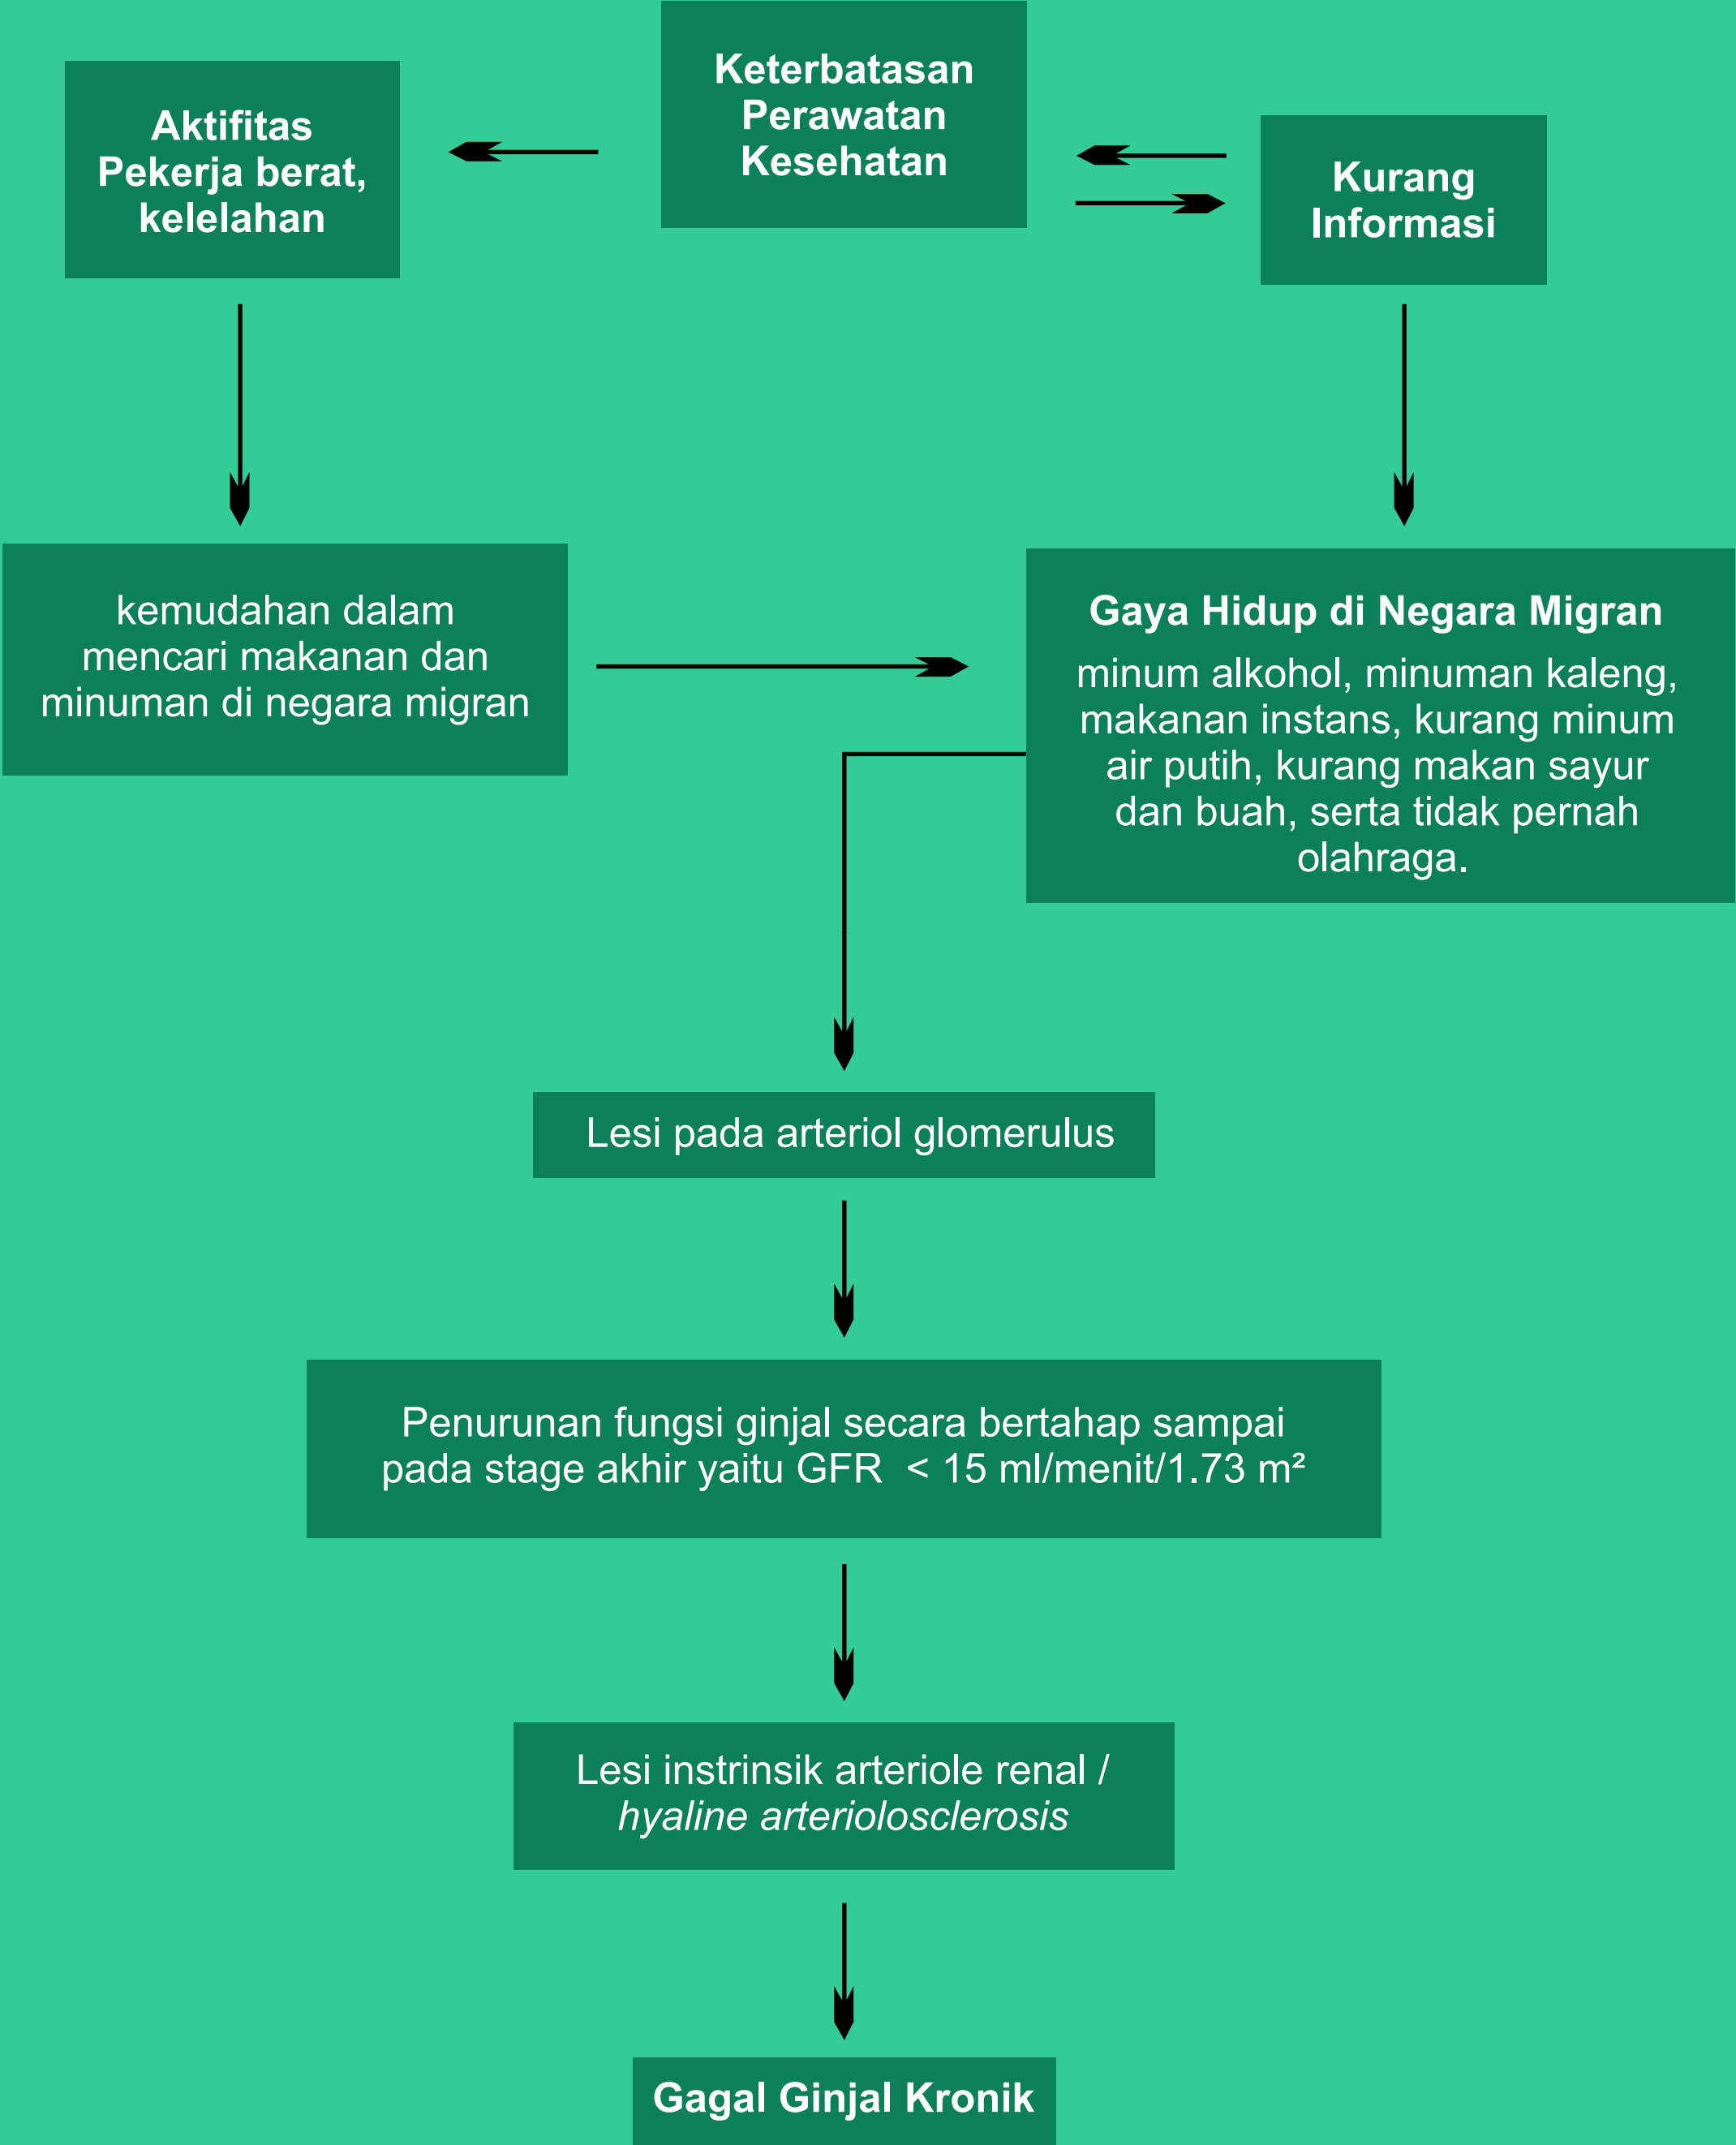 Keterbatasan
Perawatan
Kesehatan
Aktifitas
Pekerja berat,
kelelahan
Kurang
Informasi
kemudahan dalam
mencari makanan dan
minuman di negara migran
Gaya Hidup di Negara Migran
minum alkohol, minuman kaleng,
makanan instans, kurang minum
air putih, kurang makan sayur
dan buah, serta tidak pernah
olahraga.
Lesi pada arteriol glomerulus
Penurunan fungsi ginjal secara bertahap sampai
pada stage akhir yaitu GFR < 15 ml/menit/1.73 m²
Lesi instrinsik arteriole renal /
hyaline arteriolosclerosis
Gagal Ginjal Kronik